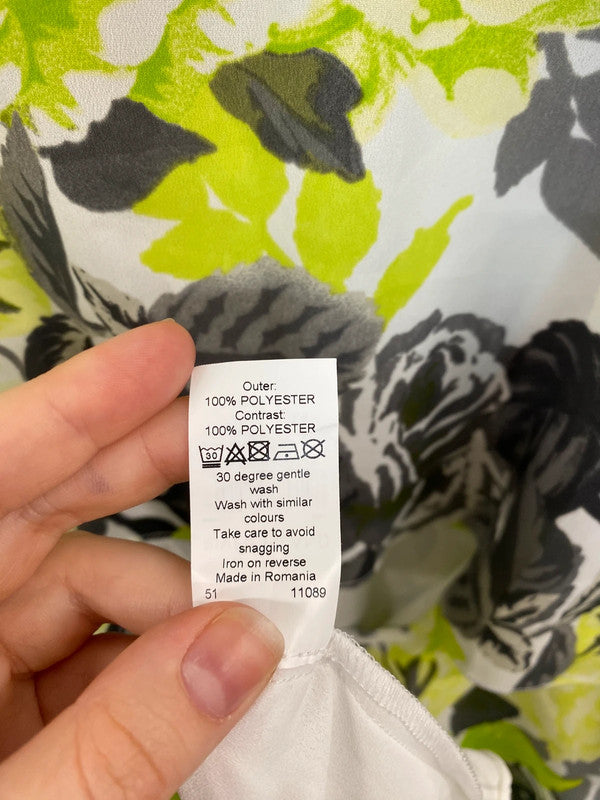 Outer:
100% POLYESTER
Contrast:
100% POLYESTER
30
30 degree gentle
wash
Wash with similar
colours
Take care to avoid
snagging
Iron on reverse
Made in Romania
51 11089